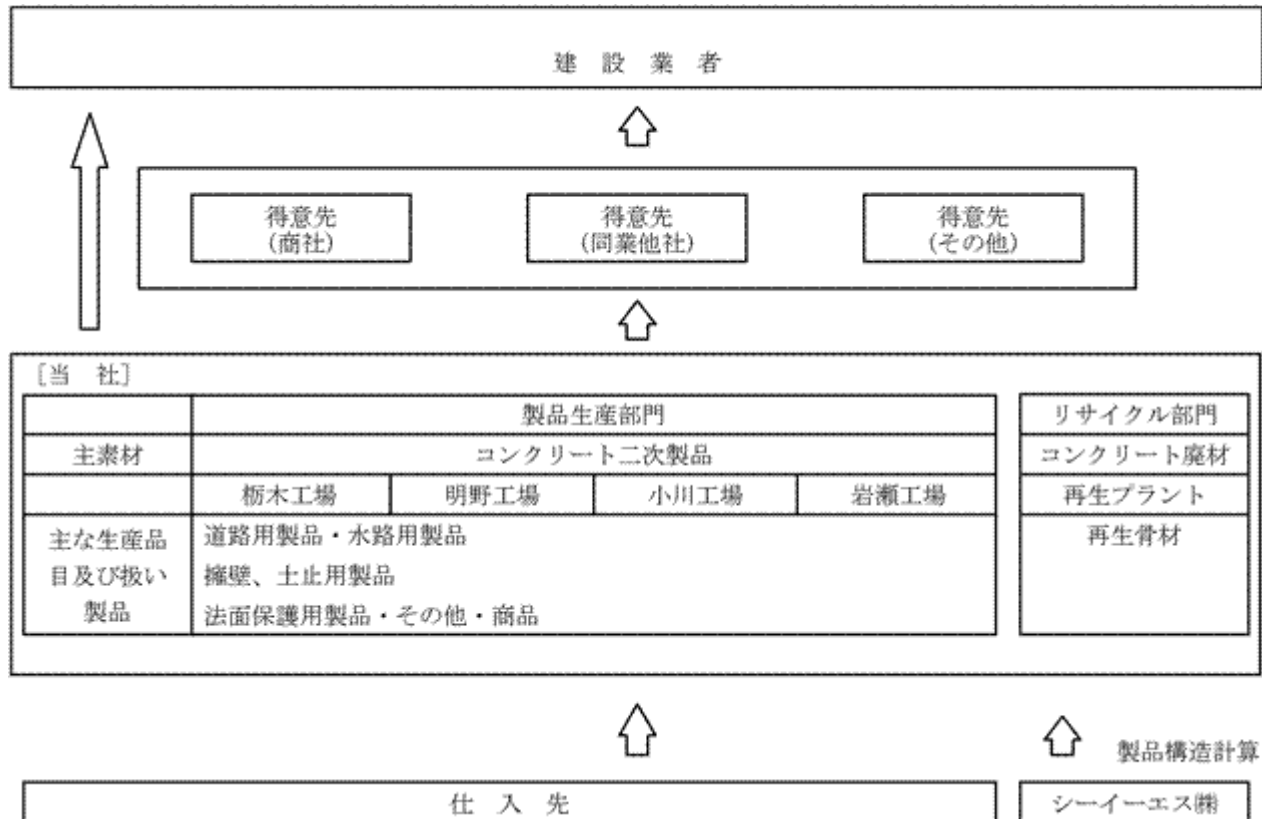 建設業者
得意先 得意先 得意先
(商社) (同業他社) (その他)
[当 社]
製品生産部門 リサイクル部門
主素材 コンクリート二次製品 コンクリート廃材
栃木工場 明野工場 小川工場 岩瀬工場 再生プラント
主な生産品 道路用製品・水路用製品 再生骨材
目及び扱い 擁壁、土止用製品
製品 法面保護用製品・その他・商品
製品構造計算
仕入先 シーイーエス㈱